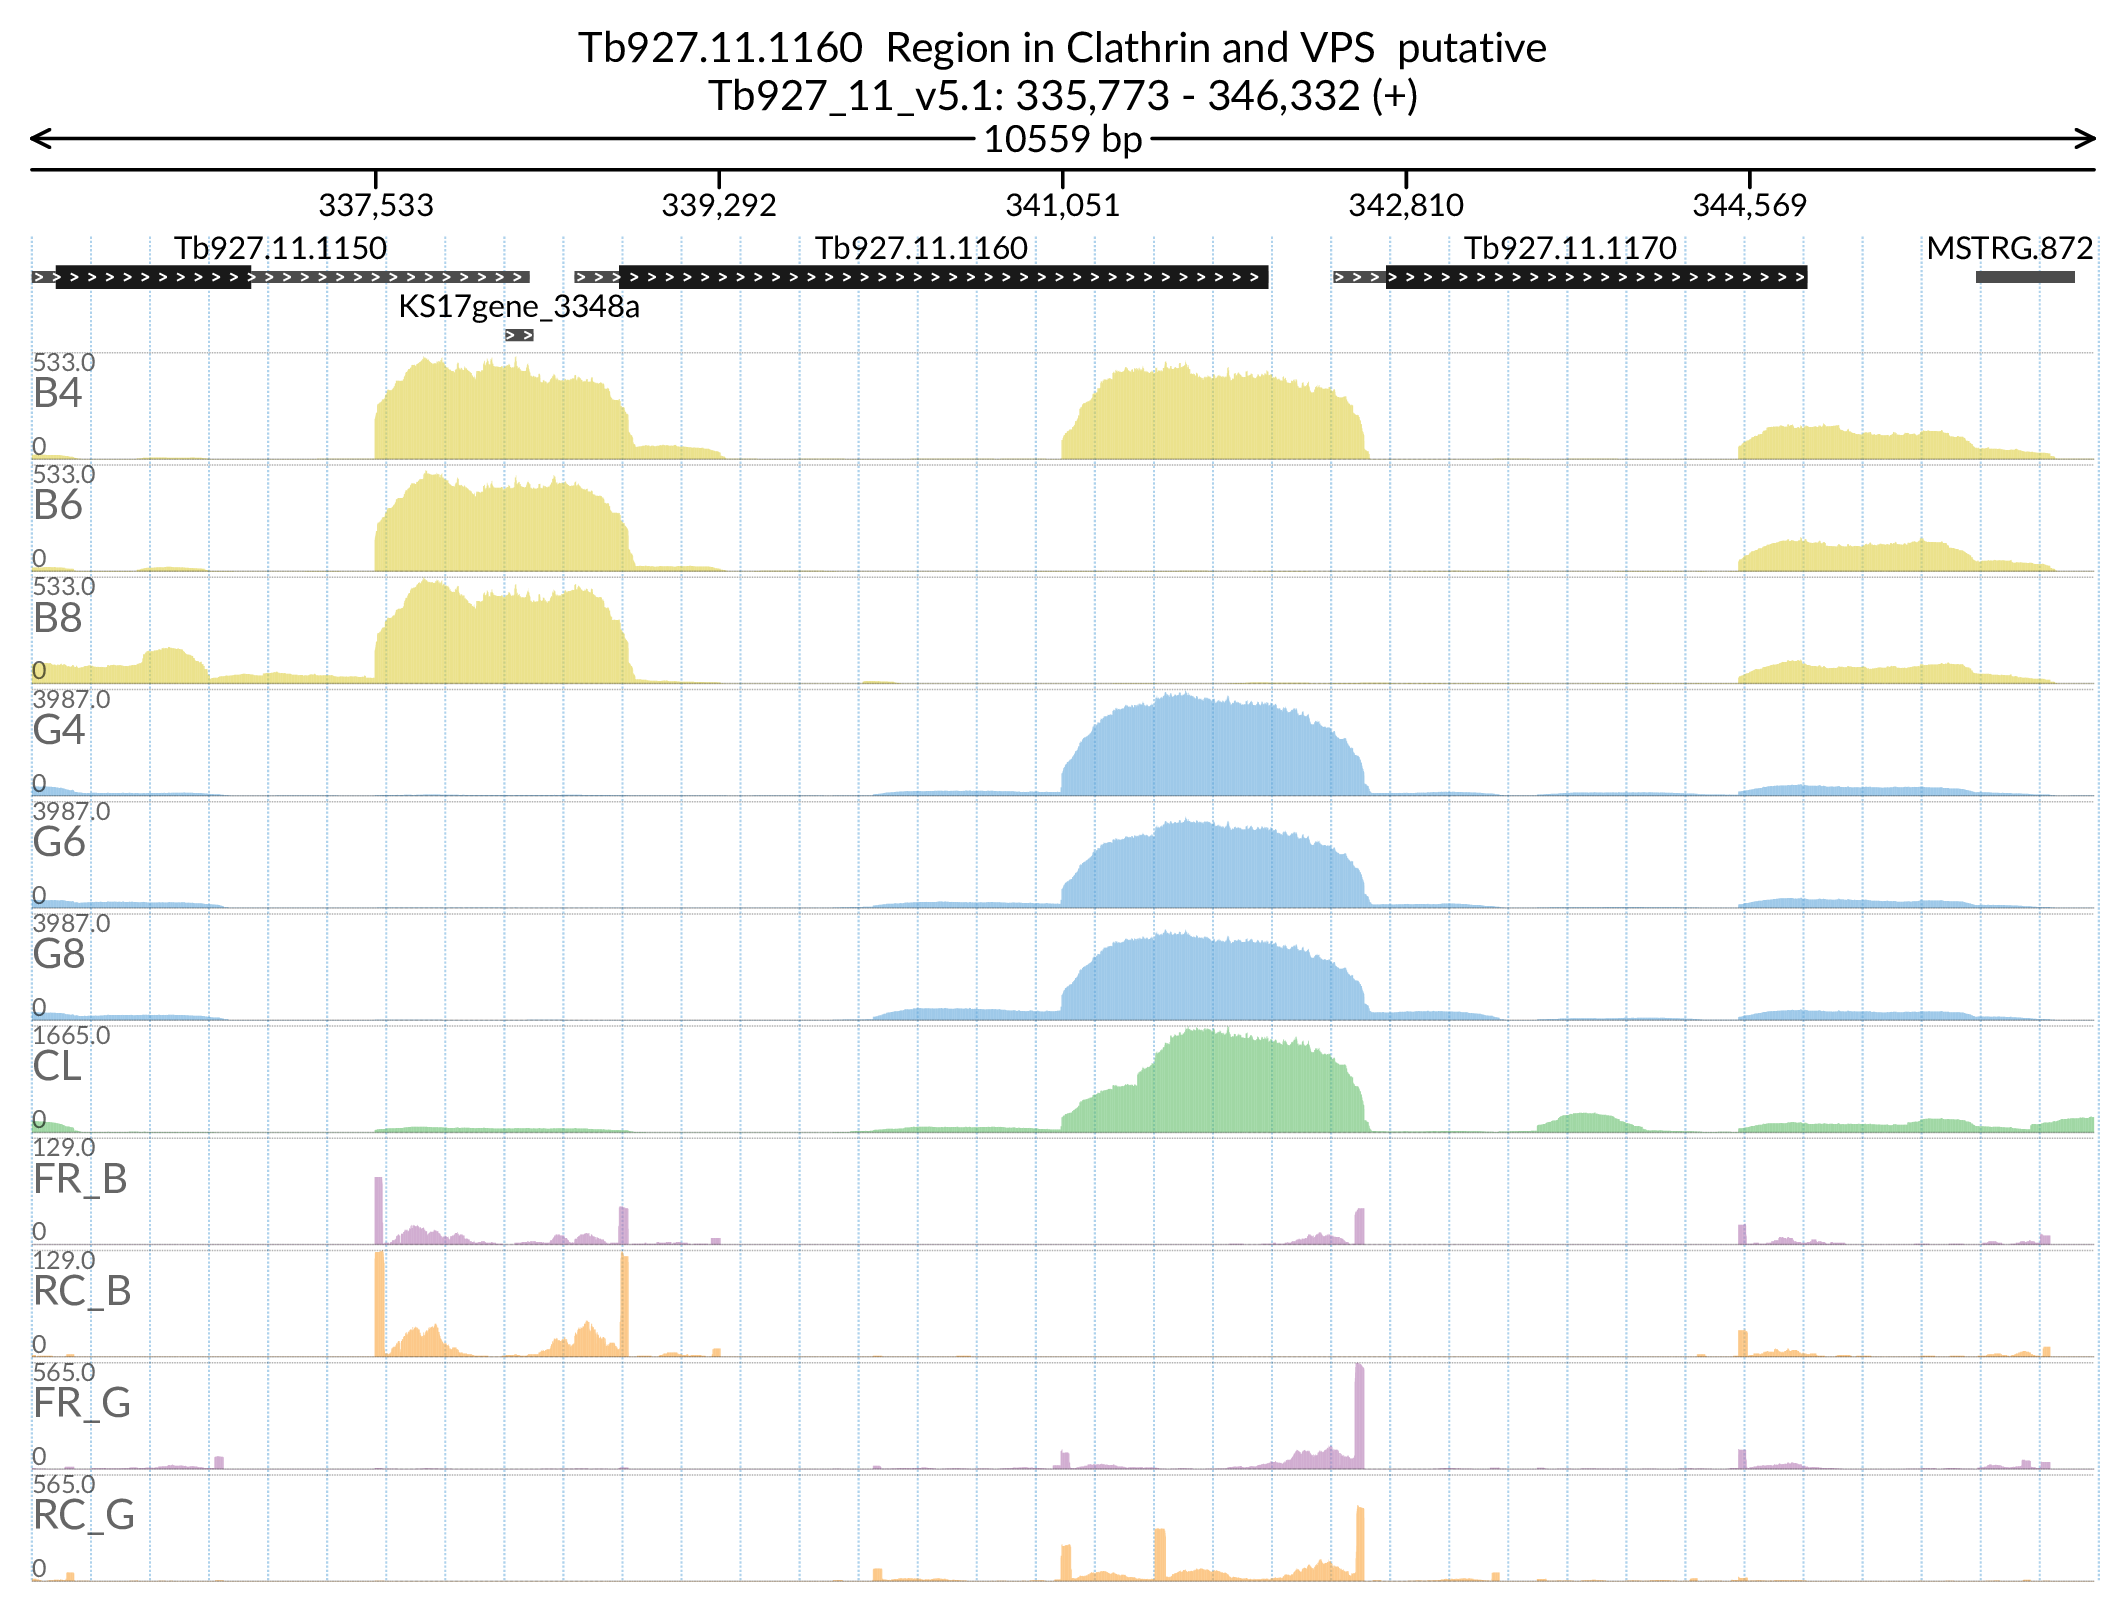 Tb927.11.1160  Region in Clathrin and VPS  putative
Tb927_11_v5.1: 335,773 - 346,332 (+)
10559 bp
337,533 339,292 341,051 342,810 344,569
Tb927.11.1150 Tb927.11.1160 Tb927.11.1170 MSTRG.872
KS17gene_3348a
533.0
B4
0
533.0
B6
0
533.0
B8
0
3987.0
G4
0
3987.0
G6
0
3987.0
G8
0
1665.0
CL
0
129.0
FR_B
0
129.0
RC_B
0
565.0
FR_G
0
565.0
RC_G
0